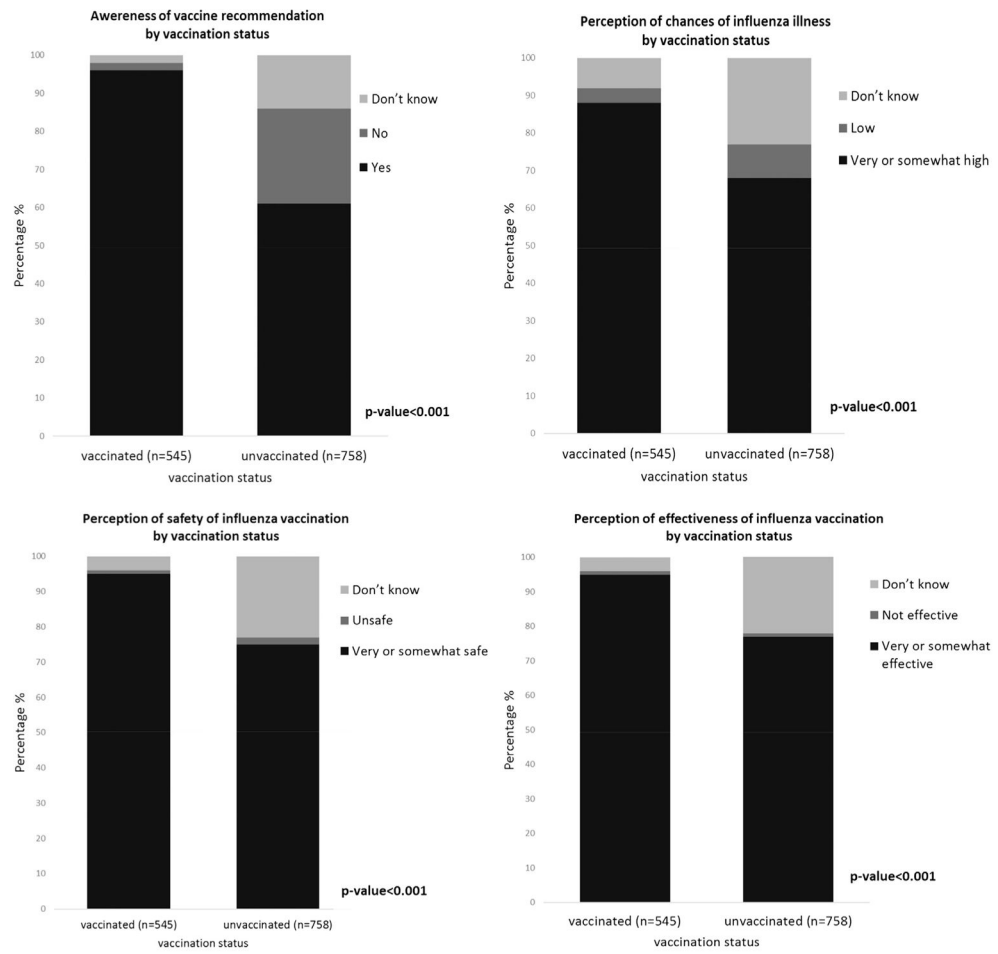 Awereness of vaccine recommendation
by vaccination status
100
90
80
70
60
50
40
30
20
10
0
Percentage %
Don't know
No
Yes
p-value<0.001
vaccinated (n=545)
unvaccinated (n=758)
vaccination status
Perception of chances of influenza illness
by vaccination status
100
90
80
70
60
50
40
30
20
10
0
Percentage %
Don't know
Low
Very or somewhat high
p-value<0.001
vaccinated (n=545)
unvaccinated (n=758)
vaccination status
Perception of safety of influenza vaccination
by vaccination status
100
90
80
70
60
50
40
30
20
10
0
Percentage %
Don't know
Unsafe
Very or somewhat safe
p-value<0.001
vaccinated (n=545)
unvaccinated (n=758)
vaccination status
Perception of effectiveness of influenza vaccination
by vaccination status
100
90
80
70
60
50
40
30
20
10
0
Percentage %
Don't know
Not effective
Very or somewhat
effective
p-value<0.001
vaccinated (n=545)
unvaccinated (n=758)
vaccination status